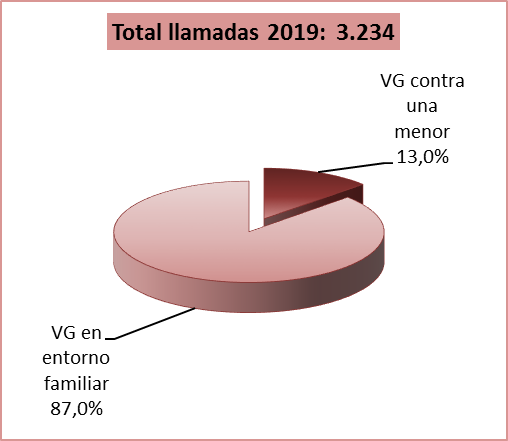 Total llamadas 2019: 3.234
VG contra
una
menor
13,0%
VG en
entorno
familiar
87,0%